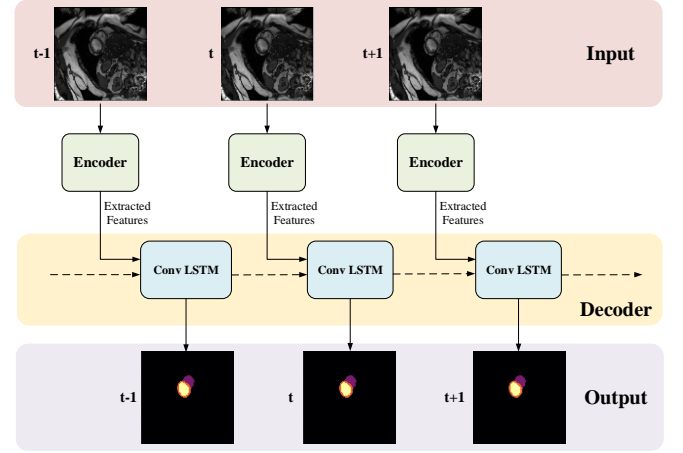 t-1
t
t+1
Input
Encoder
Encoder
Encoder
Extracted
Features
Extracted
Features
Extracted
Features
Conv LSTM
Conv LSTM
Conv LSTM
Decoder
t-1
t
t+1
Output